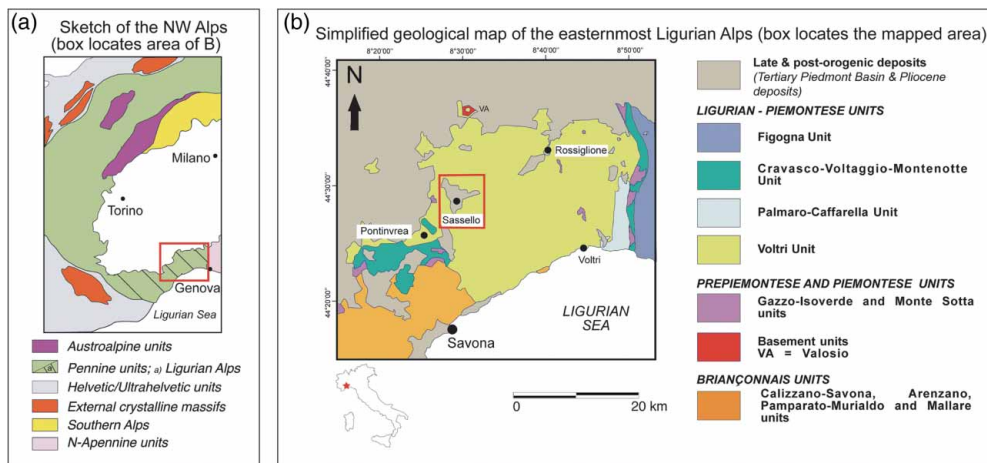 (a)
Sketch of the NW Alps
(box locates area of B)
Milano
Torino
Genova
Ligurian Sea
Austroalpine units
Pennine units; a) Ligurian Alps
Helvetic/Ultrahelvetic units
External crystalline massifs
Southern Alps
N-Apennine units
(b)
Simplified geological map of the easternmost Ligurian Alps (box locates the mapped area)
8°20'00" 8°30'00" 8°40'00" 8°50'00"
44°40'00"
44°30'00"
44°20'00"
N
VA
Rossiglione
Sassello
Pontinvrea
Voltri
LIGURIAN
SEA
Savona
0 20 km
Late & post-orogenic deposits
(Tertiary Piedmont Basin & Pliocene
deposits)
LIGURIAN - PIEMONTESE UNITS
Figogna Unit
Cravasco-Voltaggio-Montenotte
Unit
Palmaro-Caffarella Unit
Voltri Unit
PREPIEMONTESE AND PIEMONTE UNITS
Gazzo-Isoverde and Monte Sotta
units
Basement units
VA = Valosio
BRIANÇONNAIS UNITS
Calizzano-Savona, Arenzano,
Pamparato-Murialdo and Mallare
units